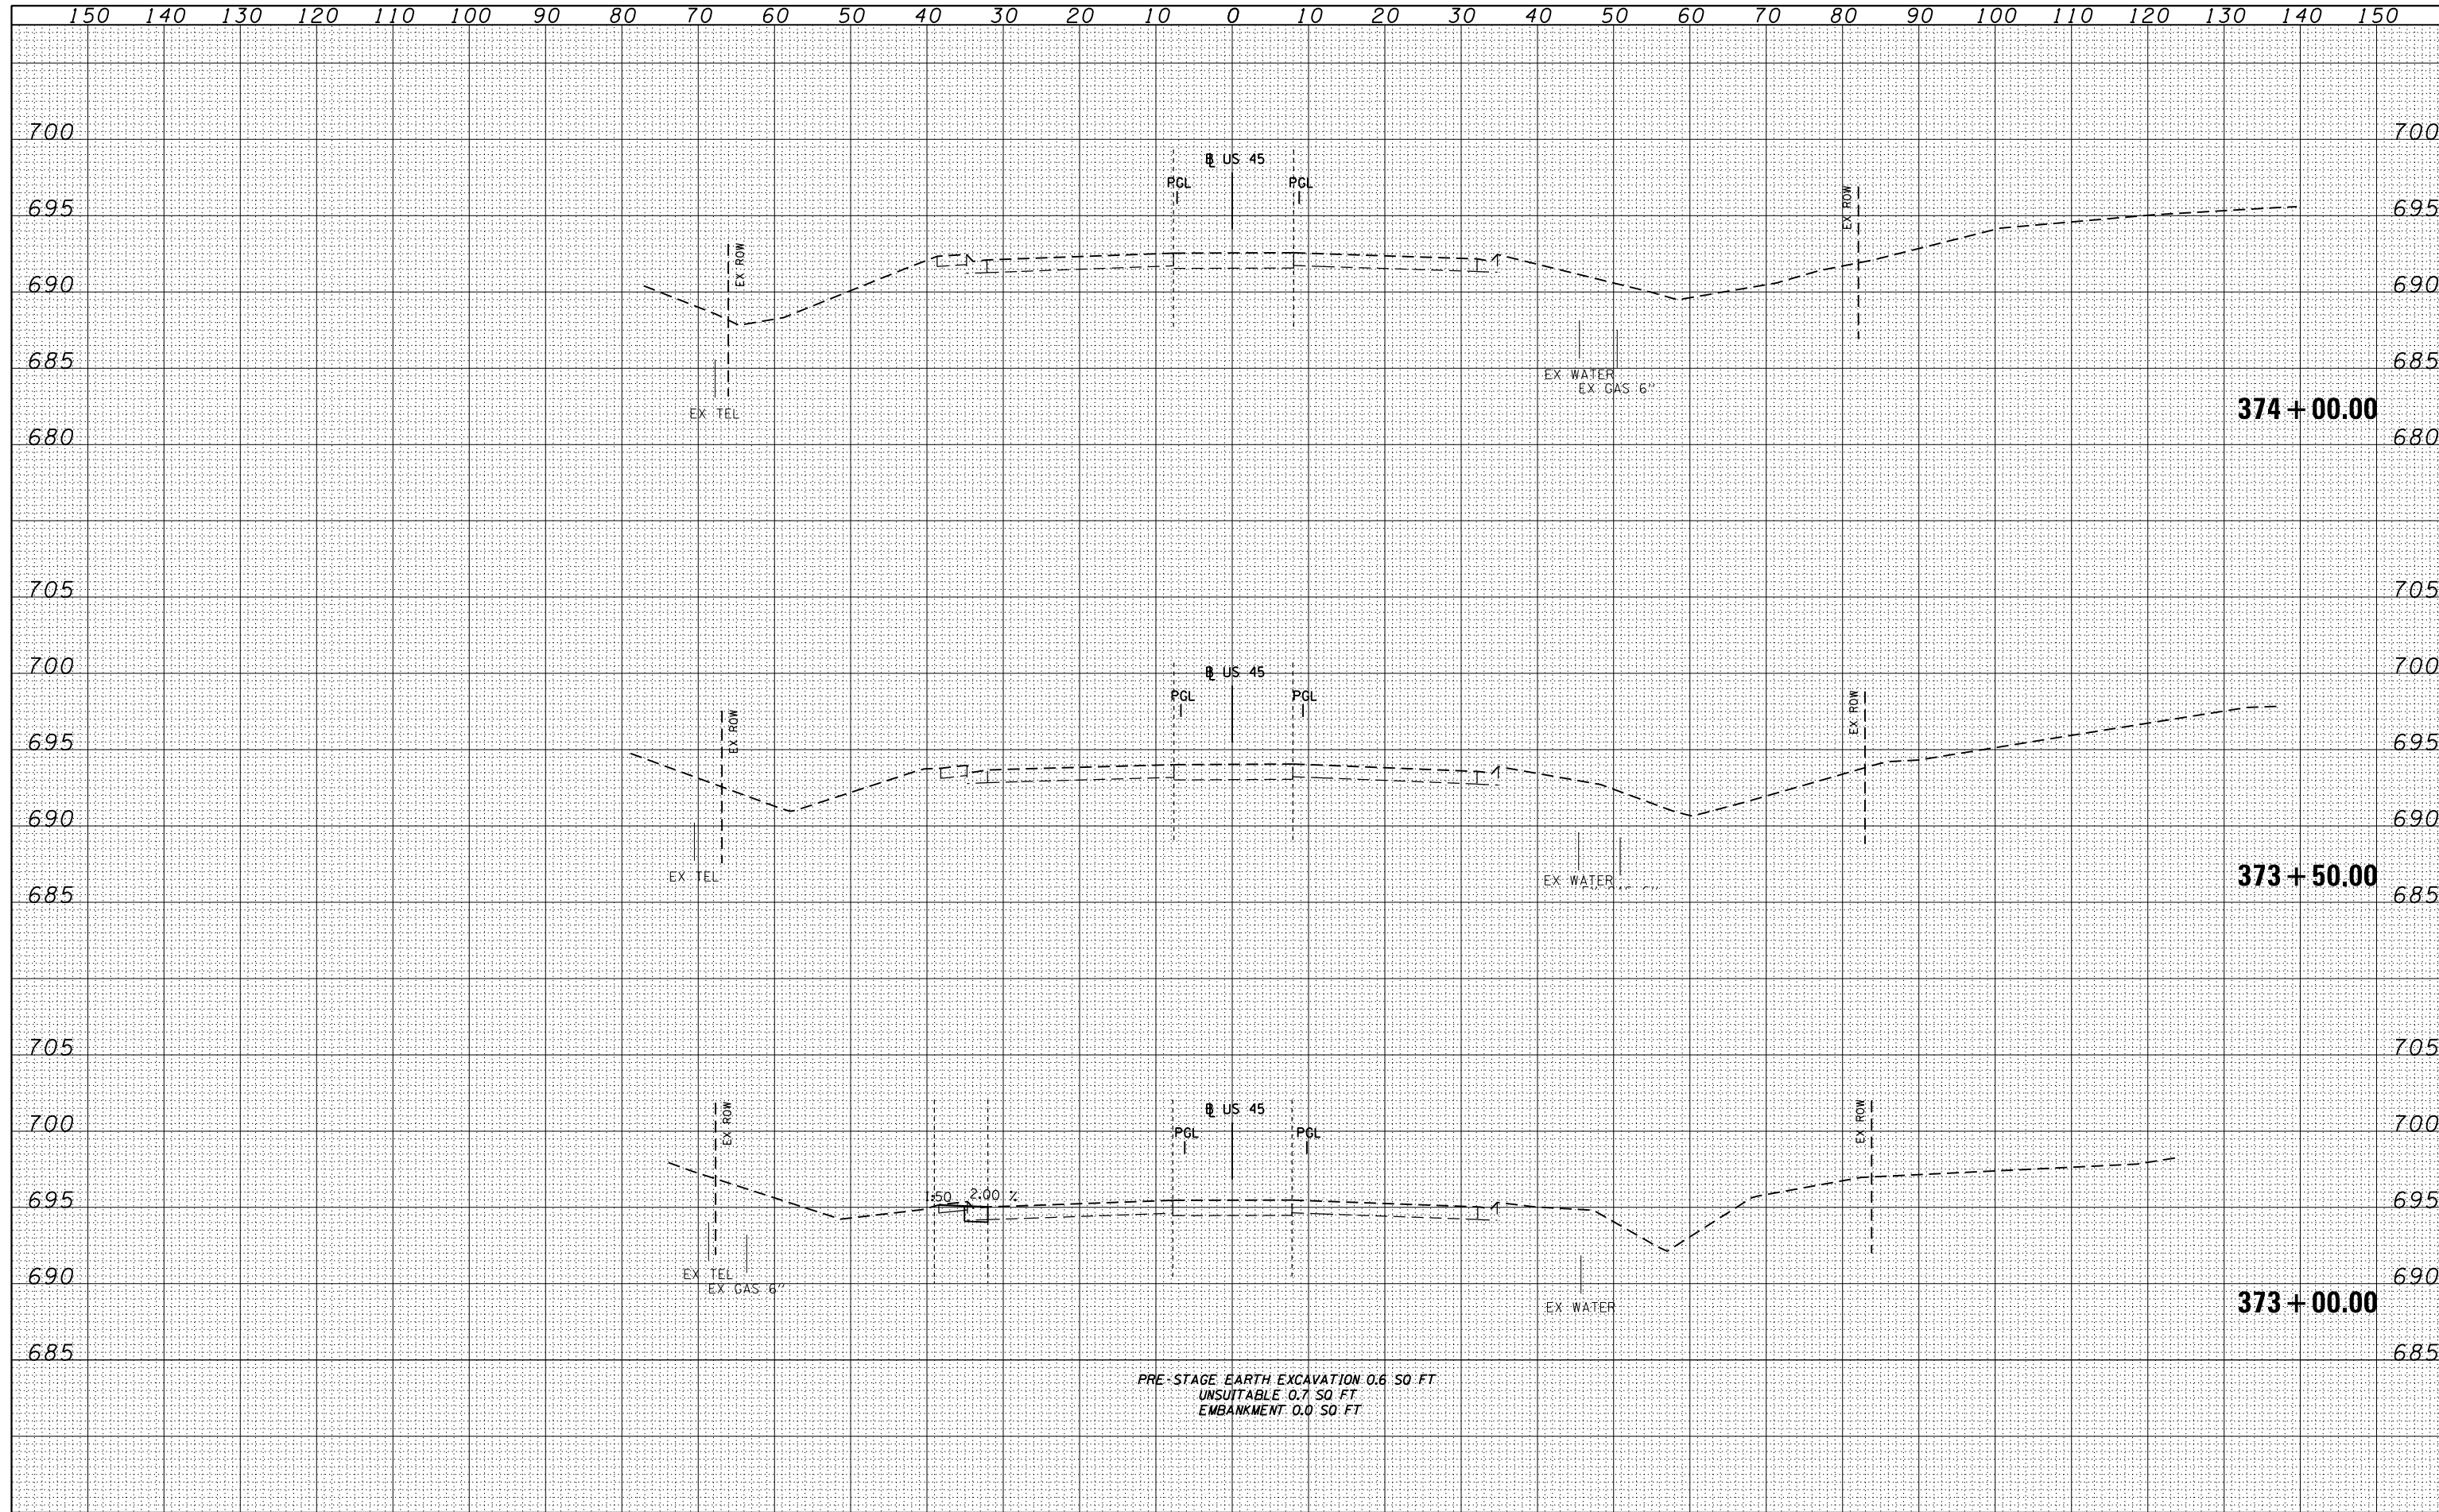 150 140 130 120 110 100 90 80 70 60 50 40 30 20 10 0 10 20 30 40 50 60 70 80 90 100 110 120 130 140 150
700 700
℄ US 45
PGL PGL
EX ROW
695 695
EX ROW
690 690
685 685
EX WATER
EX GAS 6"
EX TEL
374+00.00
680 680
705 705
700 700
℄ US 45
PGL PGL
EX ROW
EX ROW
695 695
690 690
EX TEL
EX WATER
373+50.00
685 685
705 705
℄ US 45
EX ROW
EX ROW
700 700
PGL PGL
1:50 2.00 %
695 695
EX TEL
690 690
EX GAS 6"
EX WATER
373+00.00
685 685
PRE-STAGE EARTH EXCAVATION 0.6 SQ FT
UNSUITABLE 0.7 SQ FT
EMBANKMENT 0.0 SQ FT